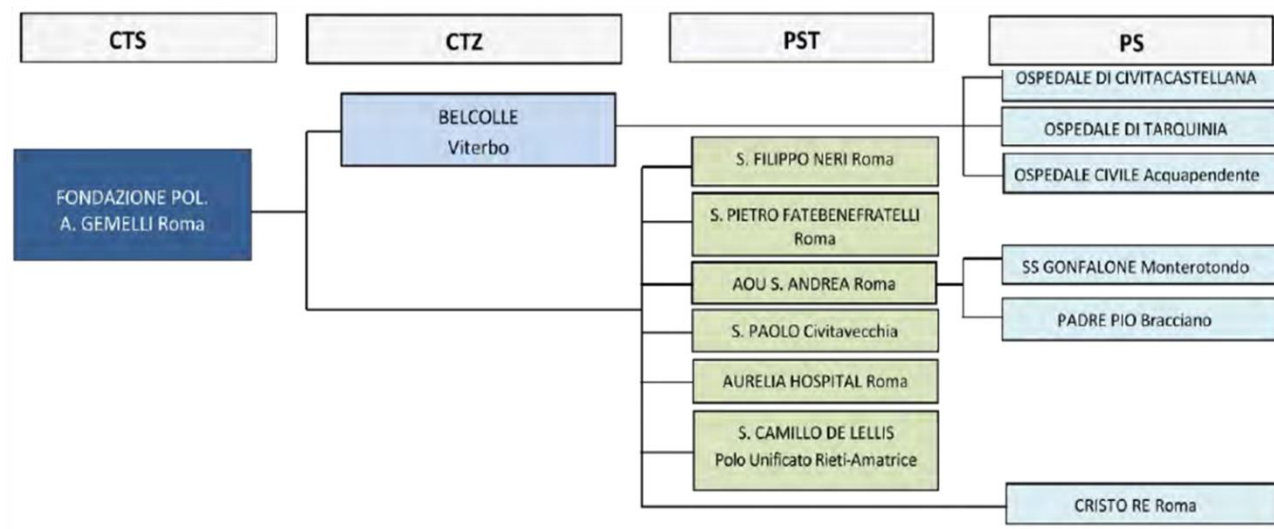 CTS
CTZ
PST
PS
FONDAZIONE POL.
A. GEMELLI Roma
BELCOLLE
Viterbo
S. FILIPPO NERI Roma
S. PIETRO FATEBENEFRATELLI
Roma
AOU S. ANDREA Roma
S. PAOLO Civitavecchia
AURELIA HOSPITAL Roma
S. CAMILLO DE LELLIS
Polo Unificato Rieti-Amatrice
OSPEDALE DI CIVITACASTELLANA
OSPEDALE DI TARQUINIA
OSPEDALE CIVILE Acquapendente
SS GONFALONE Monterotondo
PADRE PIO Bracciano
CRISTO RE Roma